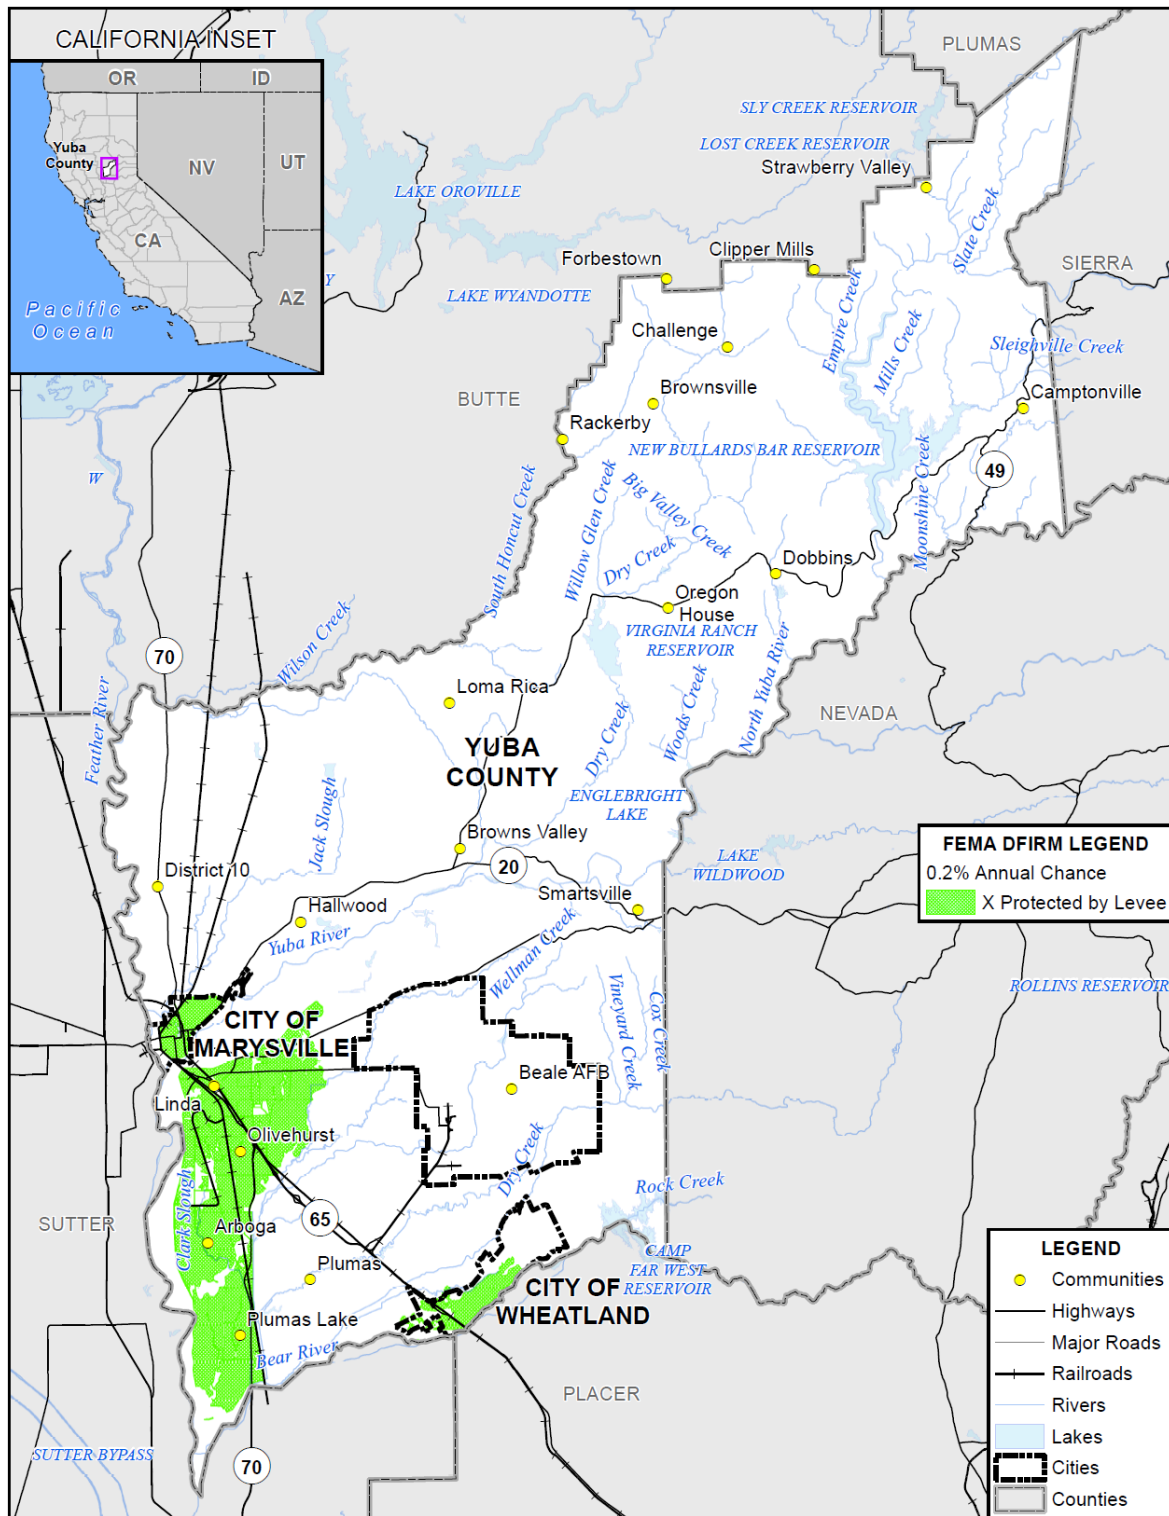 CALIFORNIA INSET
OR
ID
Yuba
County
NV
UT
CA
AZ
Pacific
Ocean
PLUMAS
SLY CREEK RESERVOIR
LOST CREEK RESERVOIR
Strawberry Valley
LAKE OROVILLE
Slate Creek
Clipper Mills
Forbestown
SIERRA
Y
LAKE WYANDOTTE
Empire Creek
Mills Creek
Challenge
Sleighville Creek
Brownsville
Camptonville
BUTTE
Rackerby
NEW BULLARDS BAR RESERVOIR
W
49
South Honcut Creek
Willow Glen Creek
Big Valley Creek
Moonshine Creek
Dry Creek
Dobbins
Oregon
House
VIRGINIA RANCH
RESERVOIR
Wilson Creek
70
Feather River
Loma Rica
North Yuba River
Woods Creek
Dry Creek
NEVADA
YUBA
COUNTY
ENGLEBRIGHT
LAKE
Jack Slough
Browns Valley
20
LAKE
WILDWOOD
FEMA DFIRM LEGEND
0.2% Annual Chance
X Protected by Levee
District 10
Smartsville
Hallwood
Yuba River
Wellman Creek
Vineyard Creek
Cox Creek
ROLLINS RESERVOIR
CITY OF
MARYSVILLE
Beale AFB
Linda
Olivehurst
Dry Creek
Clark Slough
Rock Creek
SUTTER
65
Arboga
Plumas
CAMP
FAR WEST
RESERVOIR
CITY OF
WHEATLAND
Plumas Lake
Bear River
PLACER
SUTTER BYPASS
70
LEGEND
Communities
Highways
Major Roads
Railroads
Rivers
Lakes
Cities
Counties